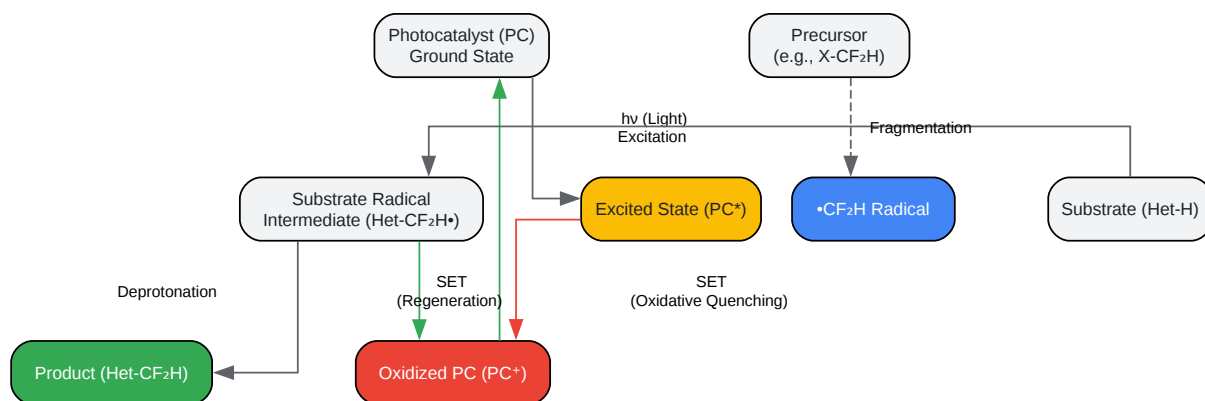 Photocatalyst (PC)
Ground State
Precursor
(e.g., X-CF₂H)
hν (Light)
Excitation
Fragmentation
Substrate Radical
Intermediate (Het-CF₂H•)
Excited State (PC*)
•CF₂H Radical
Substrate (Het-H)
Deprotonation
SET
(Regeneration)
SET
(Oxidative Quenching)
Product (Het-CF₂H)
Oxidized PC (PC⁺)